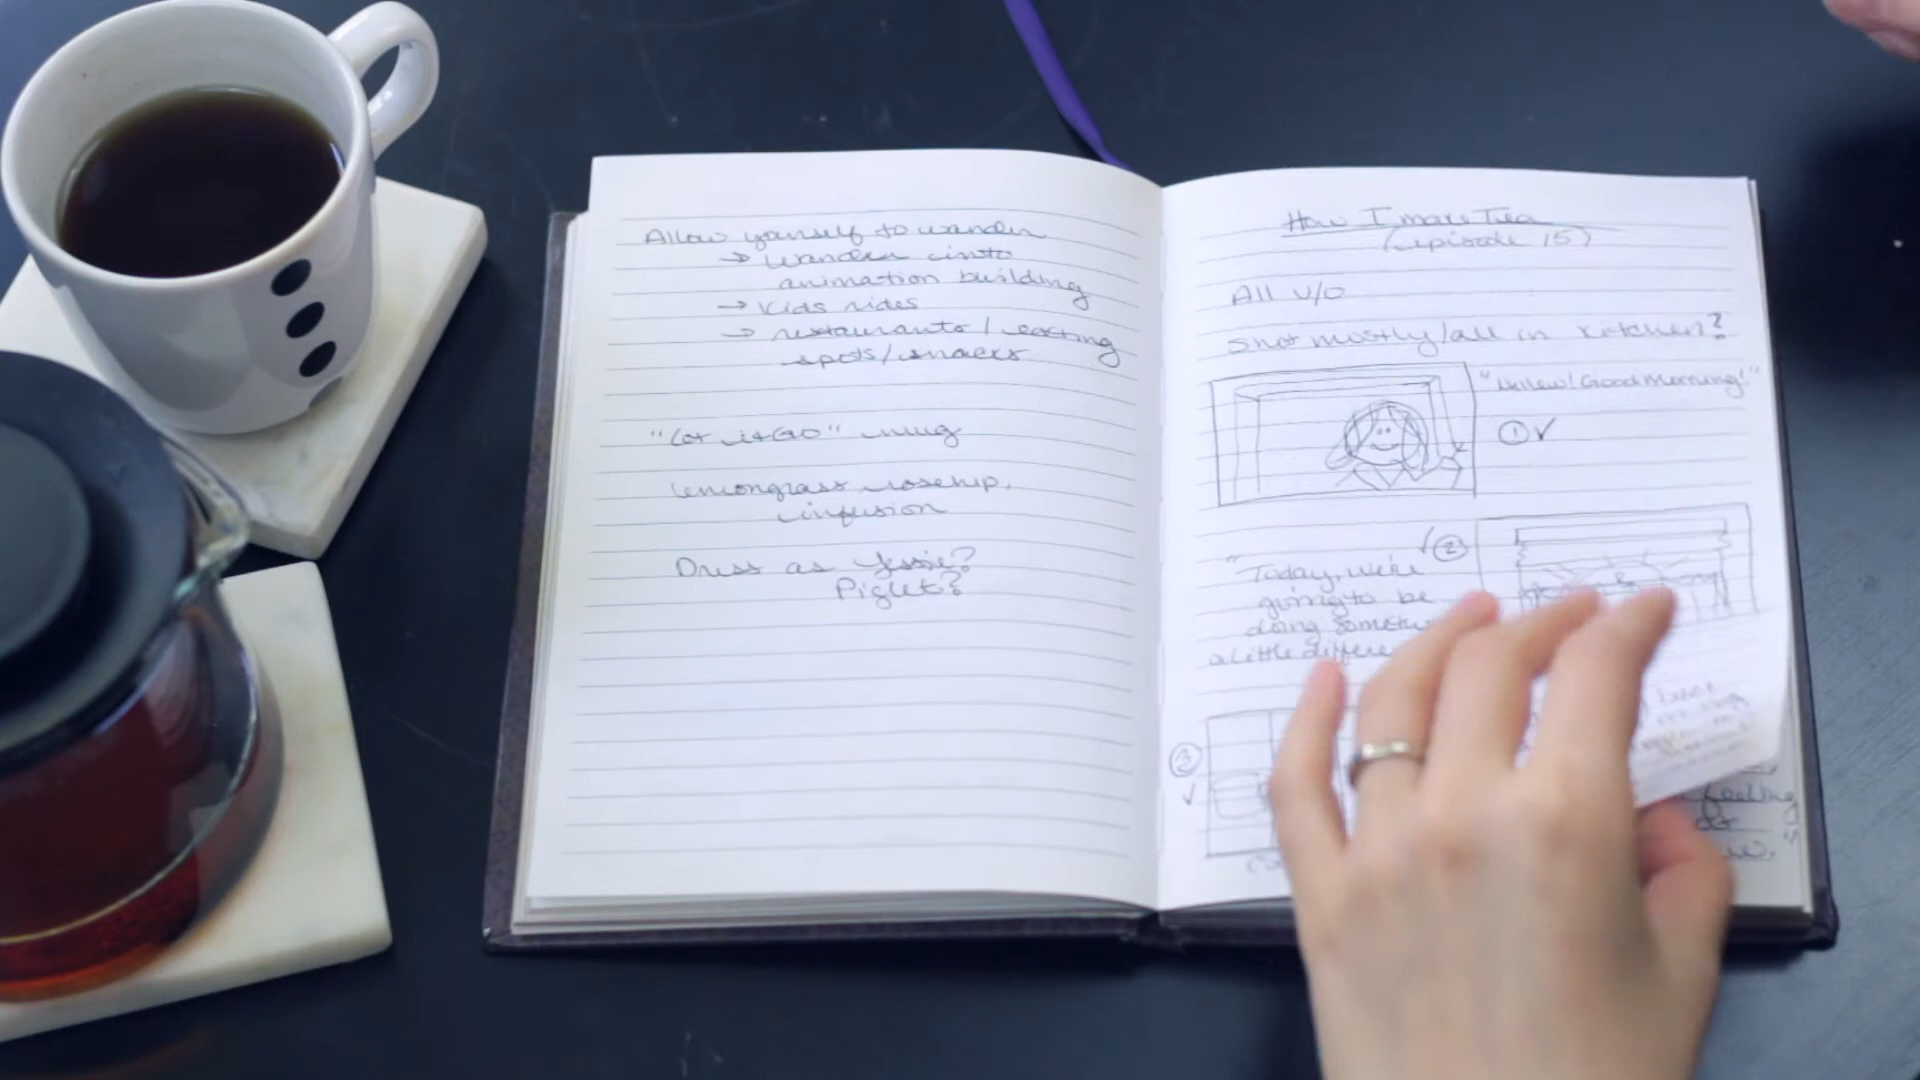 Allow yourself to wander
→ wander into
animation building
→ Kids rides
→ restaurants / eating
spots/snacks
"Let it Go" mug
lemongrass rosehip,
infusion
Dress as Jessie?
Piglet?
How I make Tea
(episode 15)
All V/O
Shot mostly/all in kitchen?
"Hello! Good Morning!"
① ✓
✓ ②
"Today, we're
going to be
doing
a little
③
✓
feeling